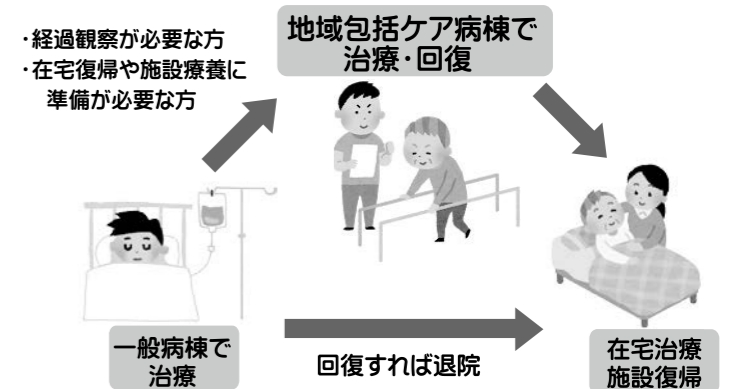 ・経過観察が必要な方
・在宅復帰や施設療養に
準備が必要な方
地域包括ケア病棟で
治療・回復
一般病棟で
治療
回復すれば退院
在宅治療
施設復帰